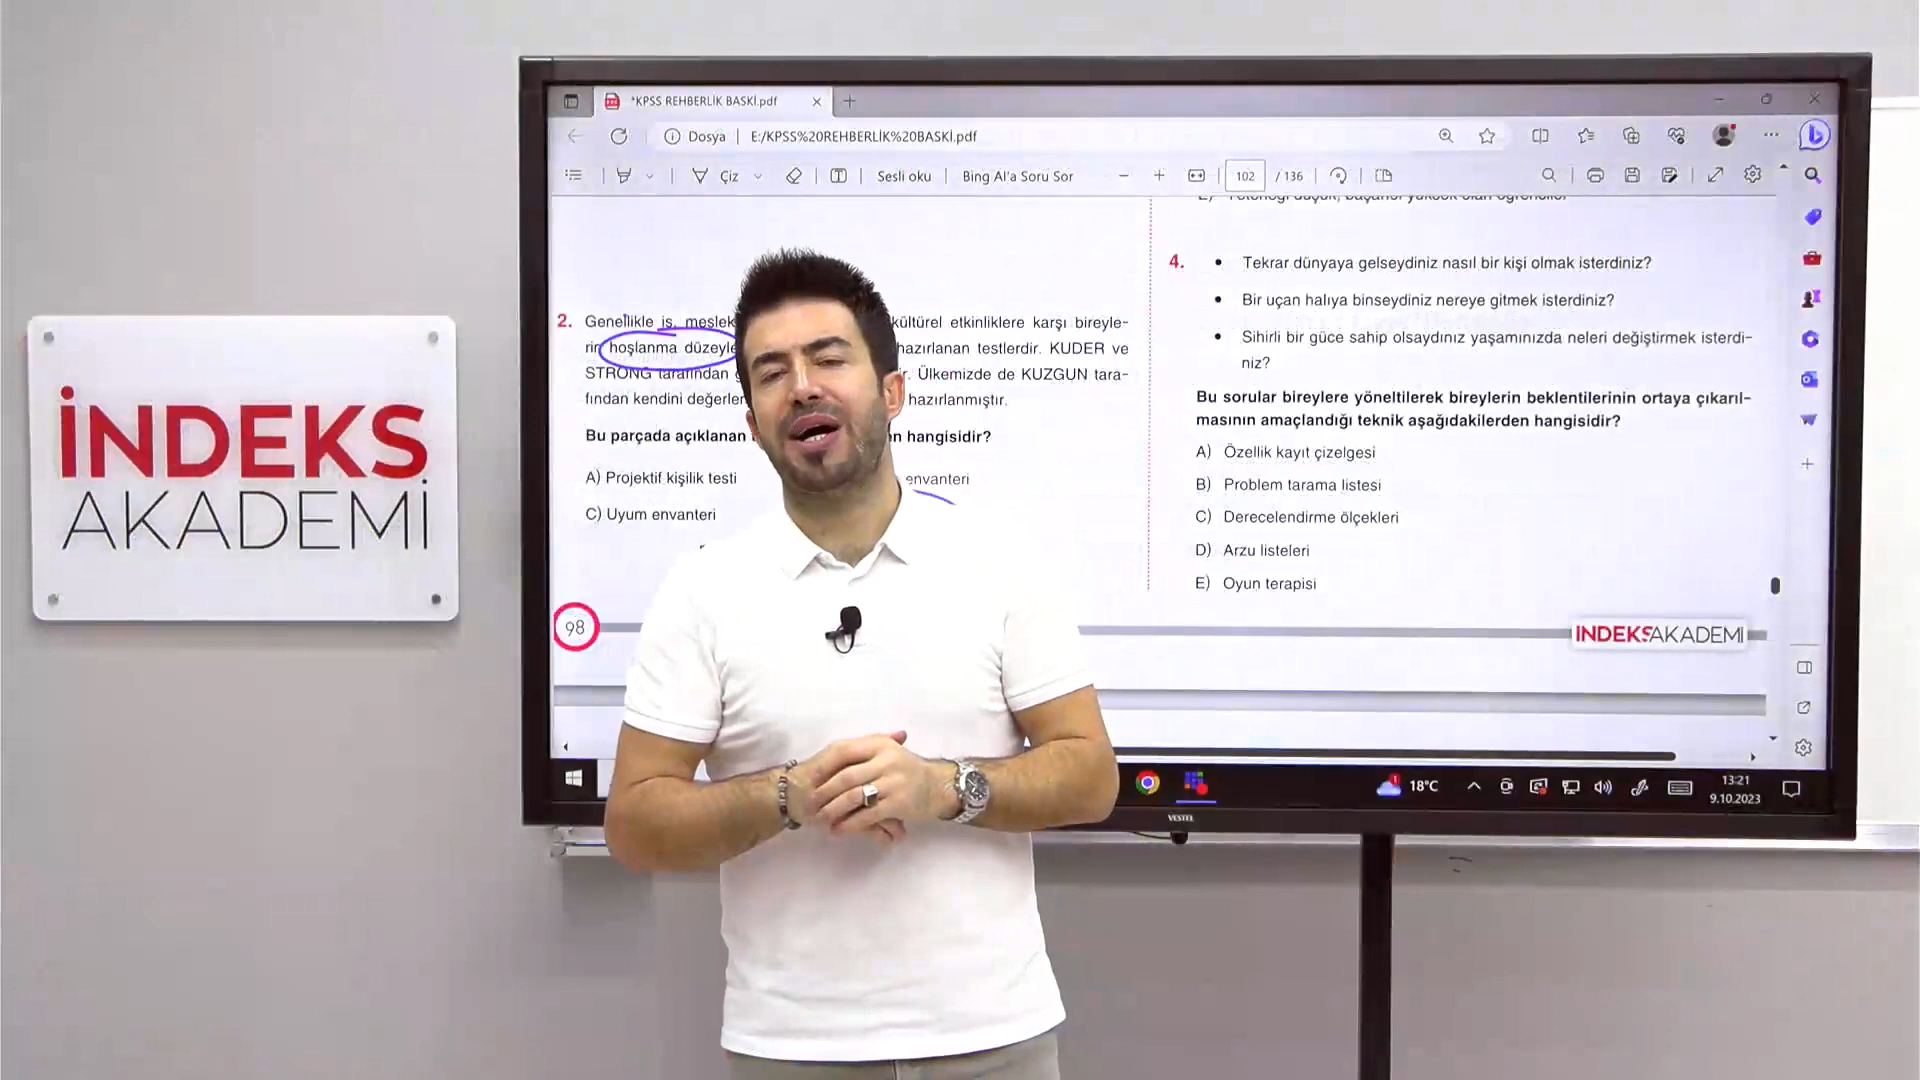 *KPSS REHBERLİK BASKİ.pdf
Dosya
E:/KPSS%20REHBERLİK%20BASKİ.pdf
Çiz
Sesli oku
Bing AI'a Soru Sor
102 / 136
İNDEKS
AKADEMİ
2. Genellikle iş, meslek kültürel etkinliklere karşı bireyle-
rin hoşlanma düzeyle hazırlanan testlerdir. KUDER ve
STRONG tarafından Ülkemizde de KUZGUN tara-
fından kendini değerlen hazırlanmıştır.
Bu parçada açıklanan hangisidir?
A) Projektif kişilik testi
envanteri
C) Uyum envanteri
98
4. • Tekrar dünyaya gelseydiniz nasıl bir kişi olmak isterdiniz?
• Bir uçan halıya binseydiniz nereye gitmek isterdiniz?
• Sihirli bir güce sahip olsaydınız yaşamınızda neleri değiştirmek isterdi-
niz?
Bu sorular bireylere yöneltilerek bireylerin beklentilerinin ortaya çıkarıl-
masının amaçlandığı teknik aşağıdakilerden hangisidir?
A) Özellik kayıt çizelgesi
B) Problem tarama listesi
C) Derecelendirme ölçekleri
D) Arzu listeleri
E) Oyun terapisi
İNDEKSAKADEMİ
18°C
13:21
9.10.2023
VESTEL